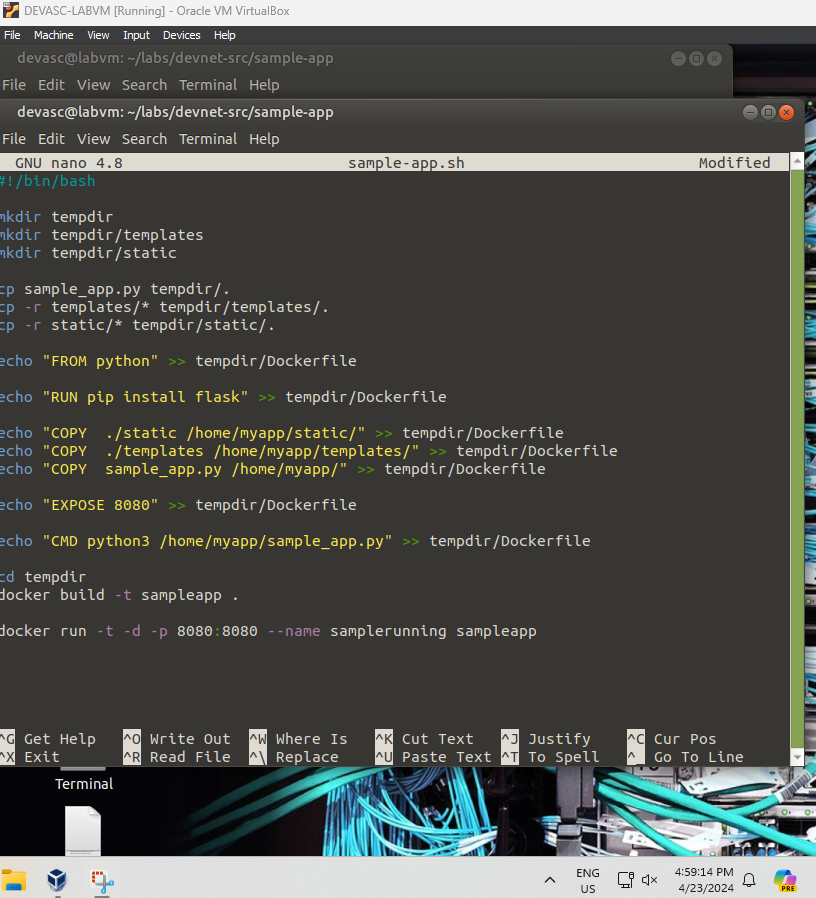 DEVASC-LABVM [Running] - Oracle VM VirtualBox
File Machine View Input Devices Help
devasc@labvm: ~/labs/devnet-src/sample-app
File Edit View Search Terminal Help
devasc@labvm: ~/labs/devnet-src/sample-app
File Edit View Search Terminal Help
GNU nano 4.8 sample-app.sh Modified
#!/bin/bash
mkdir tempdir
mkdir tempdir/templates
mkdir tempdir/static
cp sample_app.py tempdir/.
cp -r templates/* tempdir/templates/.
cp -r static/* tempdir/static/.
echo "FROM python" >> tempdir/Dockerfile
echo "RUN pip install flask" >> tempdir/Dockerfile
echo "COPY  ./static /home/myapp/static/" >> tempdir/Dockerfile
echo "COPY  ./templates /home/myapp/templates/" >> tempdir/Dockerfile
echo "COPY  sample_app.py /home/myapp/" >> tempdir/Dockerfile
echo "EXPOSE 8080" >> tempdir/Dockerfile
echo "CMD python3 /home/myapp/sample_app.py" >> tempdir/Dockerfile
cd tempdir
docker build -t sampleapp .
docker run -t -d -p 8080:8080 --name samplerunning sampleapp
^G Get Help ^O Write Out ^W Where Is ^K Cut Text ^J Justify ^C Cur Pos
^X Exit ^R Read File ^\ Replace ^U Paste Text ^T To Spell ^_ Go To Line
Terminal
ENG
US
4:59:14 PM
4/23/2024
PRE